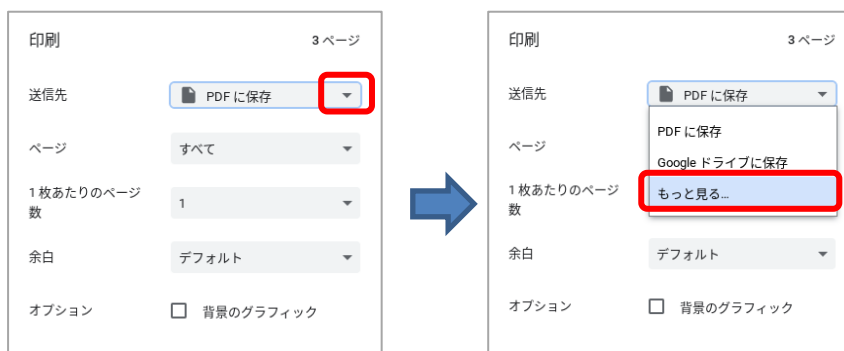 印刷 3 ページ
送信先 PDF に保存
ページ すべて
1 枚あたりのページ
数 1
余白 デフォルト
オプション 背景のグラフィック
印刷 3 ページ
送信先 PDF に保存
PDF に保存
ページ
Google ドライブに保存
1 枚あたりのページ
数
もっと見る...
余白 デフォルト
オプション 背景のグラフィック